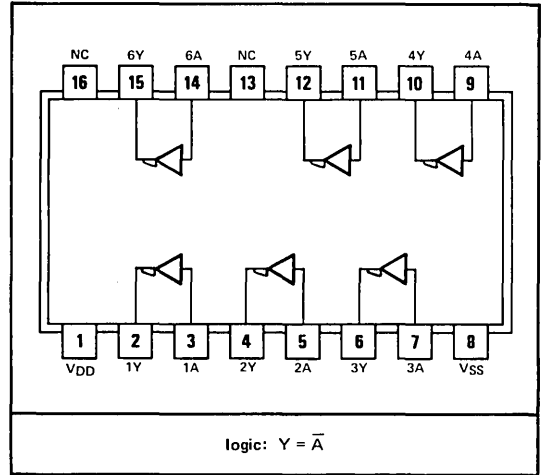 NC 6Y 6A NC 5Y 5A 4Y 4A
16 15 14 13 12 11 10 9
1 2 3 4 5 6 7 8
VDD 1Y 1A 2Y 2A 3Y 3A VSS
logic: Y = A̅